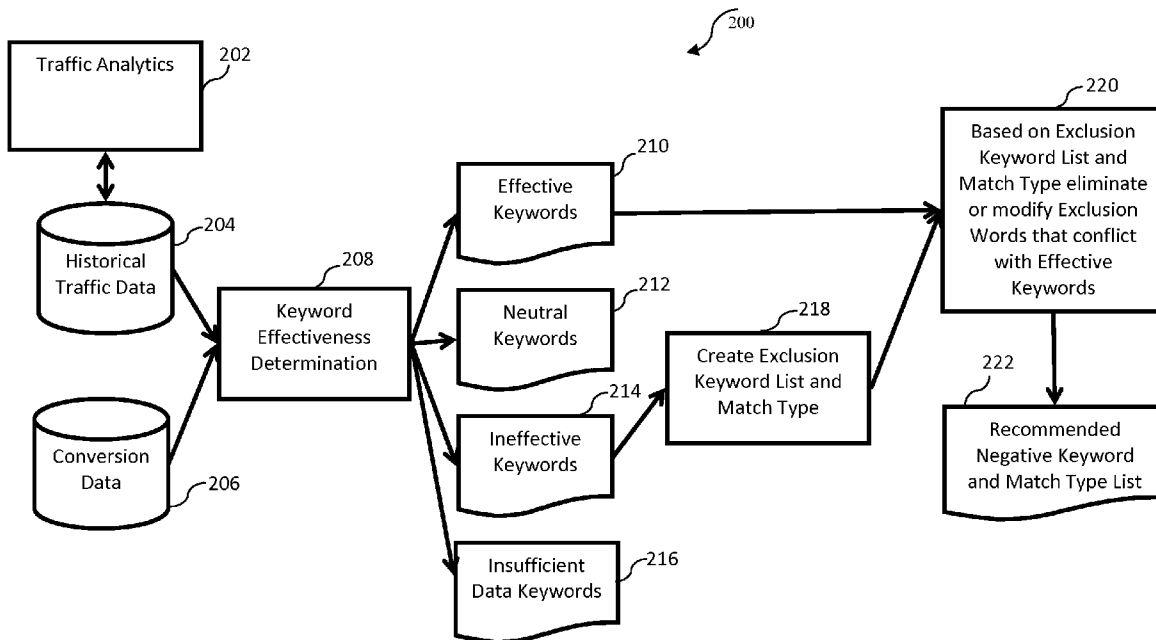 200
Traffic Analytics
202
Historical
Traffic Data
204
Conversion
Data
206
208
Keyword
Effectiveness
Determination
210
Effective
Keywords
212
Neutral
Keywords
214
Ineffective
Keywords
216
Insufficient
Data Keywords
218
Create Exclusion
Keyword List and
Match Type
220
Based on Exclusion
Keyword List and
Match Type eliminate
or modify Exclusion
Words that conflict
with Effective
Keywords
222
Recommended
Negative Keyword
and Match Type List